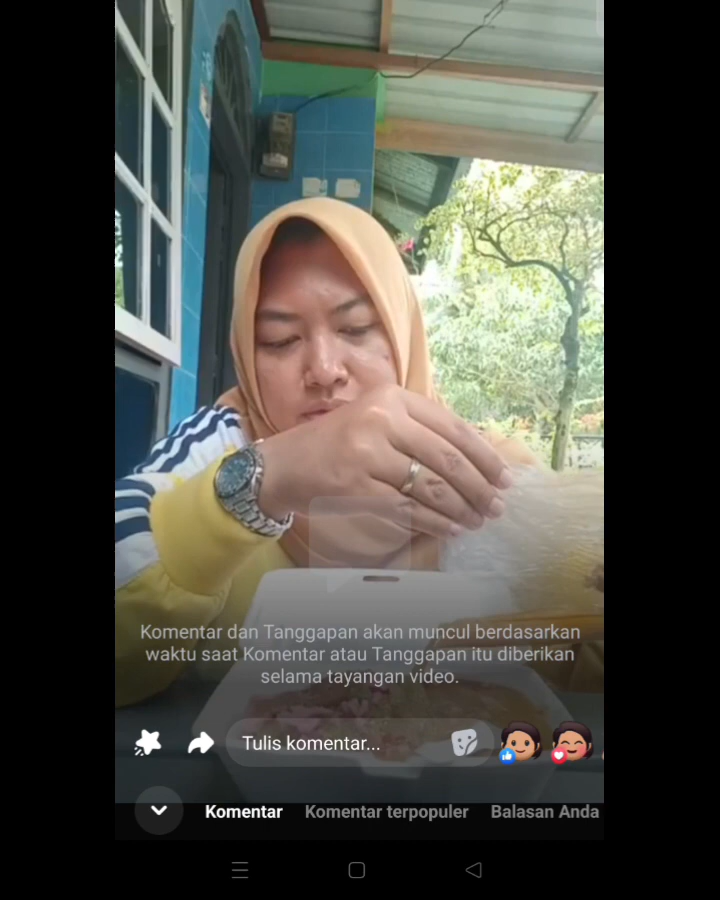 Komentar dan Tanggapan akan muncul berdasarkan
waktu saat Komentar atau Tanggapan itu diberikan
selama tayangan video.
Tulis komentar...
Komentar Komentar terpopuler Balasan Anda